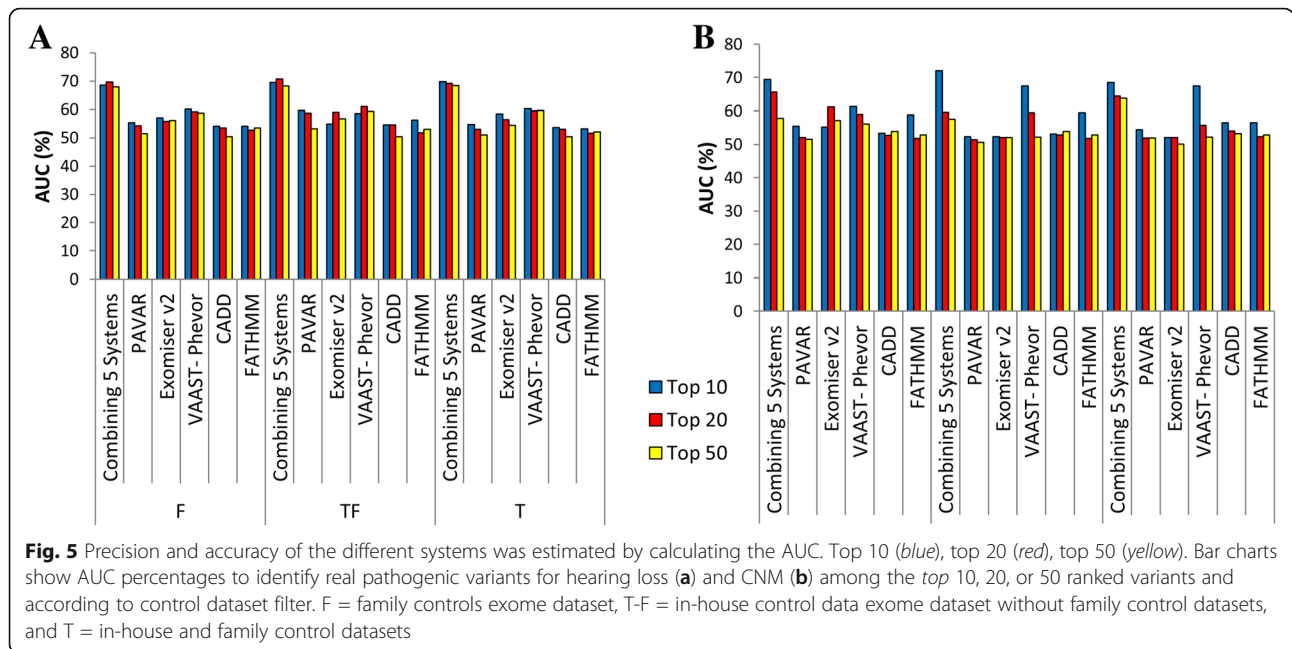 A
80
70
60
50
40
30
20
10
0
AUC (%)
Combining 5 Systems
PAVAR
Exomiser v2
VAAST- Phevor
CADD
FATHMM
Combining 5 Systems
PAVAR
Exomiser v2
VAAST- Phevor
CADD
FATHMM
Combining 5 Systems
PAVAR
Exomiser v2
VAAST- Phevor
CADD
FATHMM
F
TF
T
Top 10
Top 20
Top 50
B
80
70
60
50
40
30
20
10
0
AUC (%)
Combining 5 Systems
PAVAR
Exomiser v2
VAAST- Phevor
CADD
FATHMM
Combining 5 Systems
PAVAR
Exomiser v2
VAAST- Phevor
CADD
FATHMM
Combining 5 Systems
PAVAR
Exomiser v2
VAAST- Phevor
CADD
FATHMM
Fig. 5 Precision and accuracy of the different systems was estimated by calculating the AUC. Top 10 (blue), top 20 (red), top 50 (yellow). Bar charts
show AUC percentages to identify real pathogenic variants for hearing loss (a) and CNM (b) among the top 10, 20, or 50 ranked variants and
according to control dataset filter. F = family controls exome dataset, T-F = in-house control data exome dataset without family control datasets,
and T = in-house and family control datasets